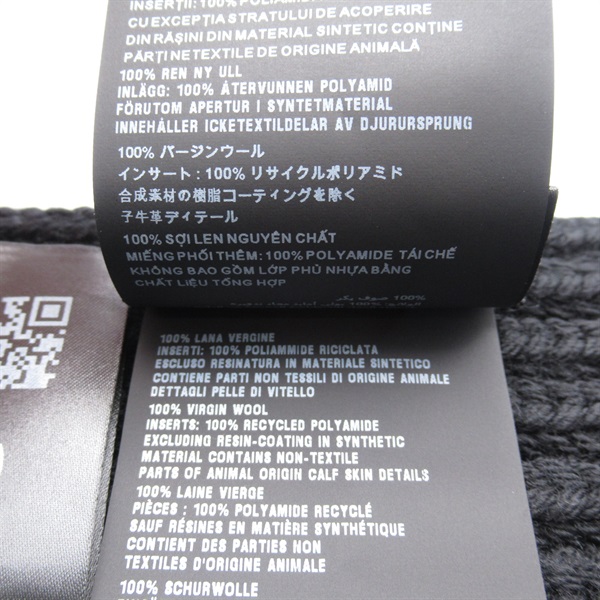 INSERȚII: 100% POLIAMIDĂ
CU EXCEPȚIA STRATULUI DE ACOPERIRE
DIN RĂȘINI DIN MATERIAL SINTETIC CONȚINE
PĂRȚI NETEXTILE DE ORIGINE ANIMALĂ
100% REN NY ULL
INLÄGG: 100% ÅTERVUNNEN POLYAMID
FÖRUTOM APERTUR I SYNTETMATERIAL
INNEHÅLLER ICKETEXTILDELAR AV DJURURSPRUNG
100% バージンウール
インサート: 100% リサイクルポリアミド
合成素材の樹脂コーティングを除く
子牛革ディテール
100% SỢI LEN NGUYÊN CHẤT
MIẾNG PHỐI THÊM: 100% POLYAMIDE TÁI CHẾ
KHÔNG BAO GỒM LỚP PHỦ NHỰA BẰNG
CHẤT LIỆU TỔNG HỢP
100% صوف بكر
100% LANA VERGINE
INSERTI: 100% POLIAMMIDE RICICLATA
ESCLUSO RESINATURA IN MATERIALE SINTETICO
CONTIENE PARTI NON TESSILI DI ORIGINE ANIMALE
DETTAGLI PELLE DI VITELLO
100% VIRGIN WOOL
INSERTS: 100% RECYCLED POLYAMIDE
EXCLUDING RESIN-COATING IN SYNTHETIC
MATERIAL CONTAINS NON-TEXTILE
PARTS OF ANIMAL ORIGIN CALF SKIN DETAILS
100% LAINE VIERGE
PIÈCES : 100% POLYAMIDE RECYCLÉ
SAUF RÉSINES EN MATIÈRE SYNTHÉTIQUE
CONTIENT DES PARTIES NON
TEXTILES D'ORIGINE ANIMALE
100% SCHURWOLLE